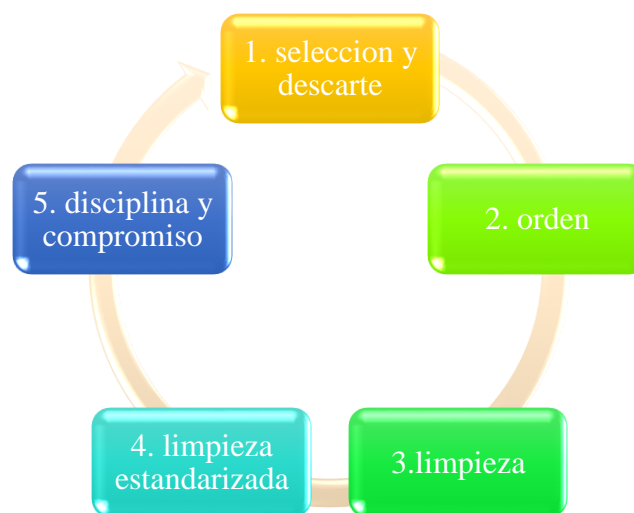 1. seleccion y
descarte
2. orden
3.limpieza
4. limpieza
estandarizada
5. disciplina y
compromiso